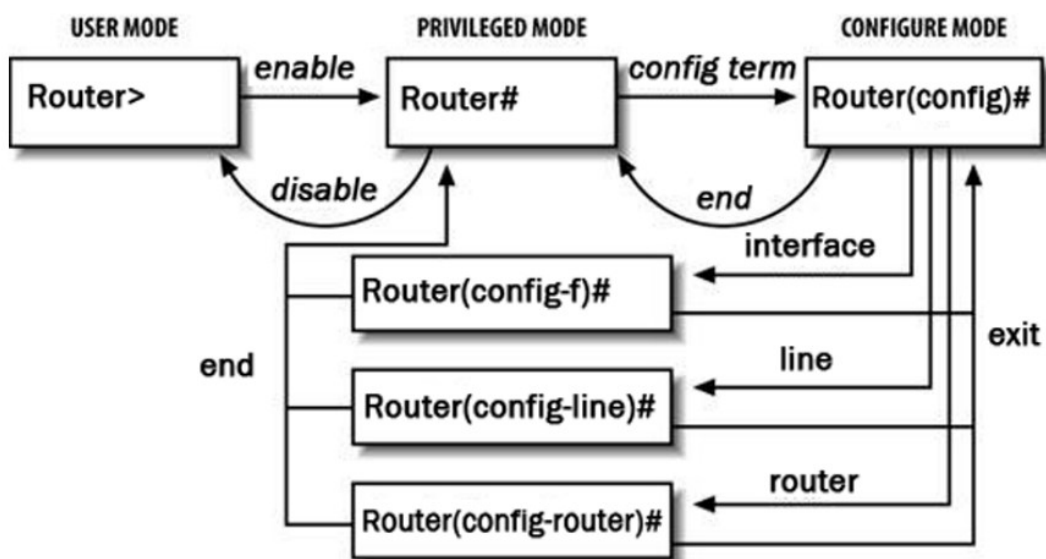 USER MODE
PRIVILEGED MODE
CONFIGURE MODE
Router>
enable
Router#
config term
Router(config)#
disable
end
interface
Router(config-f)#
exit
end
line
Router(config-line)#
router
Router(config-router)#